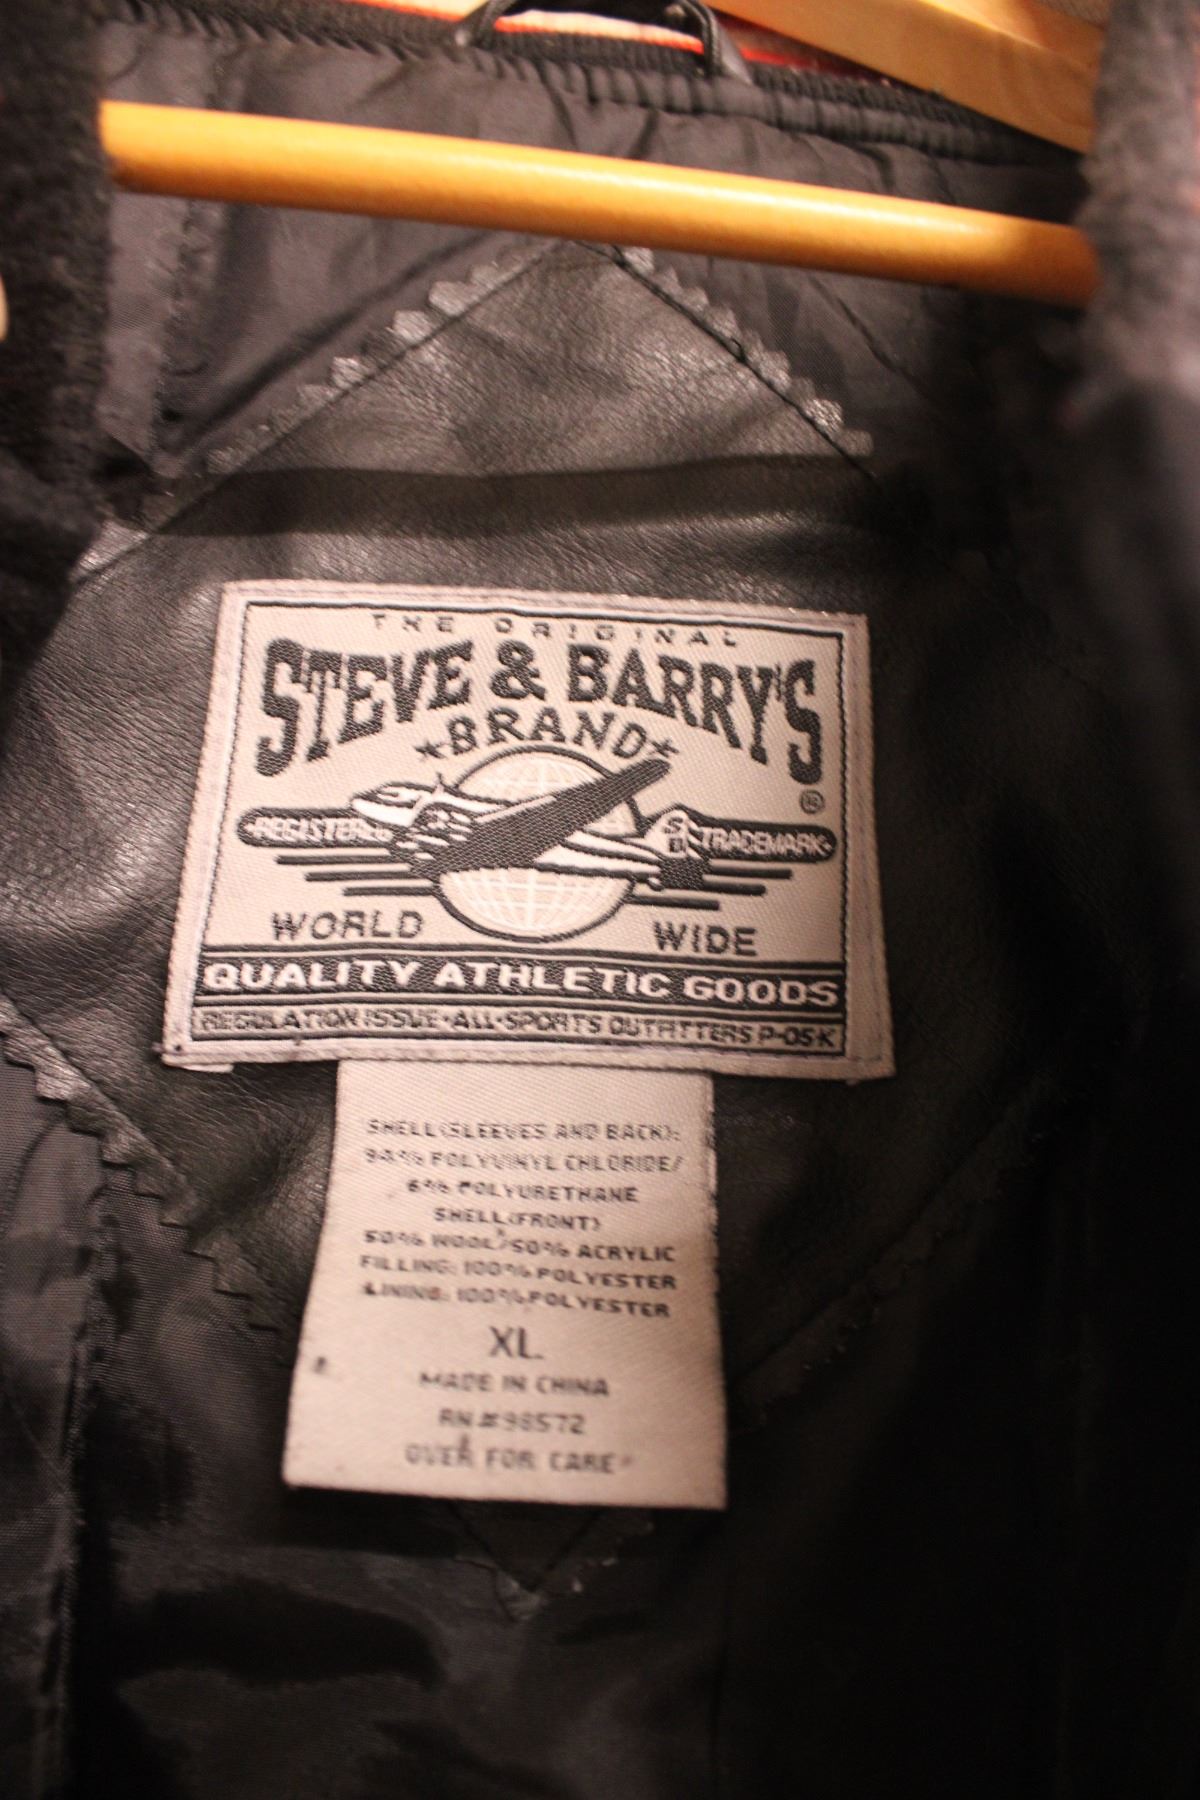 THE ORIGINAL
STEVE & BARRY'S
★BRAND★
®
•REGISTERED
S
B
TRADEMARK•
WORLD WIDE
QUALITY ATHLETIC GOODS
REGULATION ISSUE•ALL•SPORTS OUTFITTERS P-05-K
SHELL(SLEEVES AND BACK):
94% POLYVINYL CHLORIDE/
6% POLYURETHANE
SHELL(FRONT)
50% WOOL/50% ACRYLIC
FILLING: 100% POLYESTER
LINING: 100% POLYESTER
XL
MADE IN CHINA
RN#98572
OVER FOR CARE